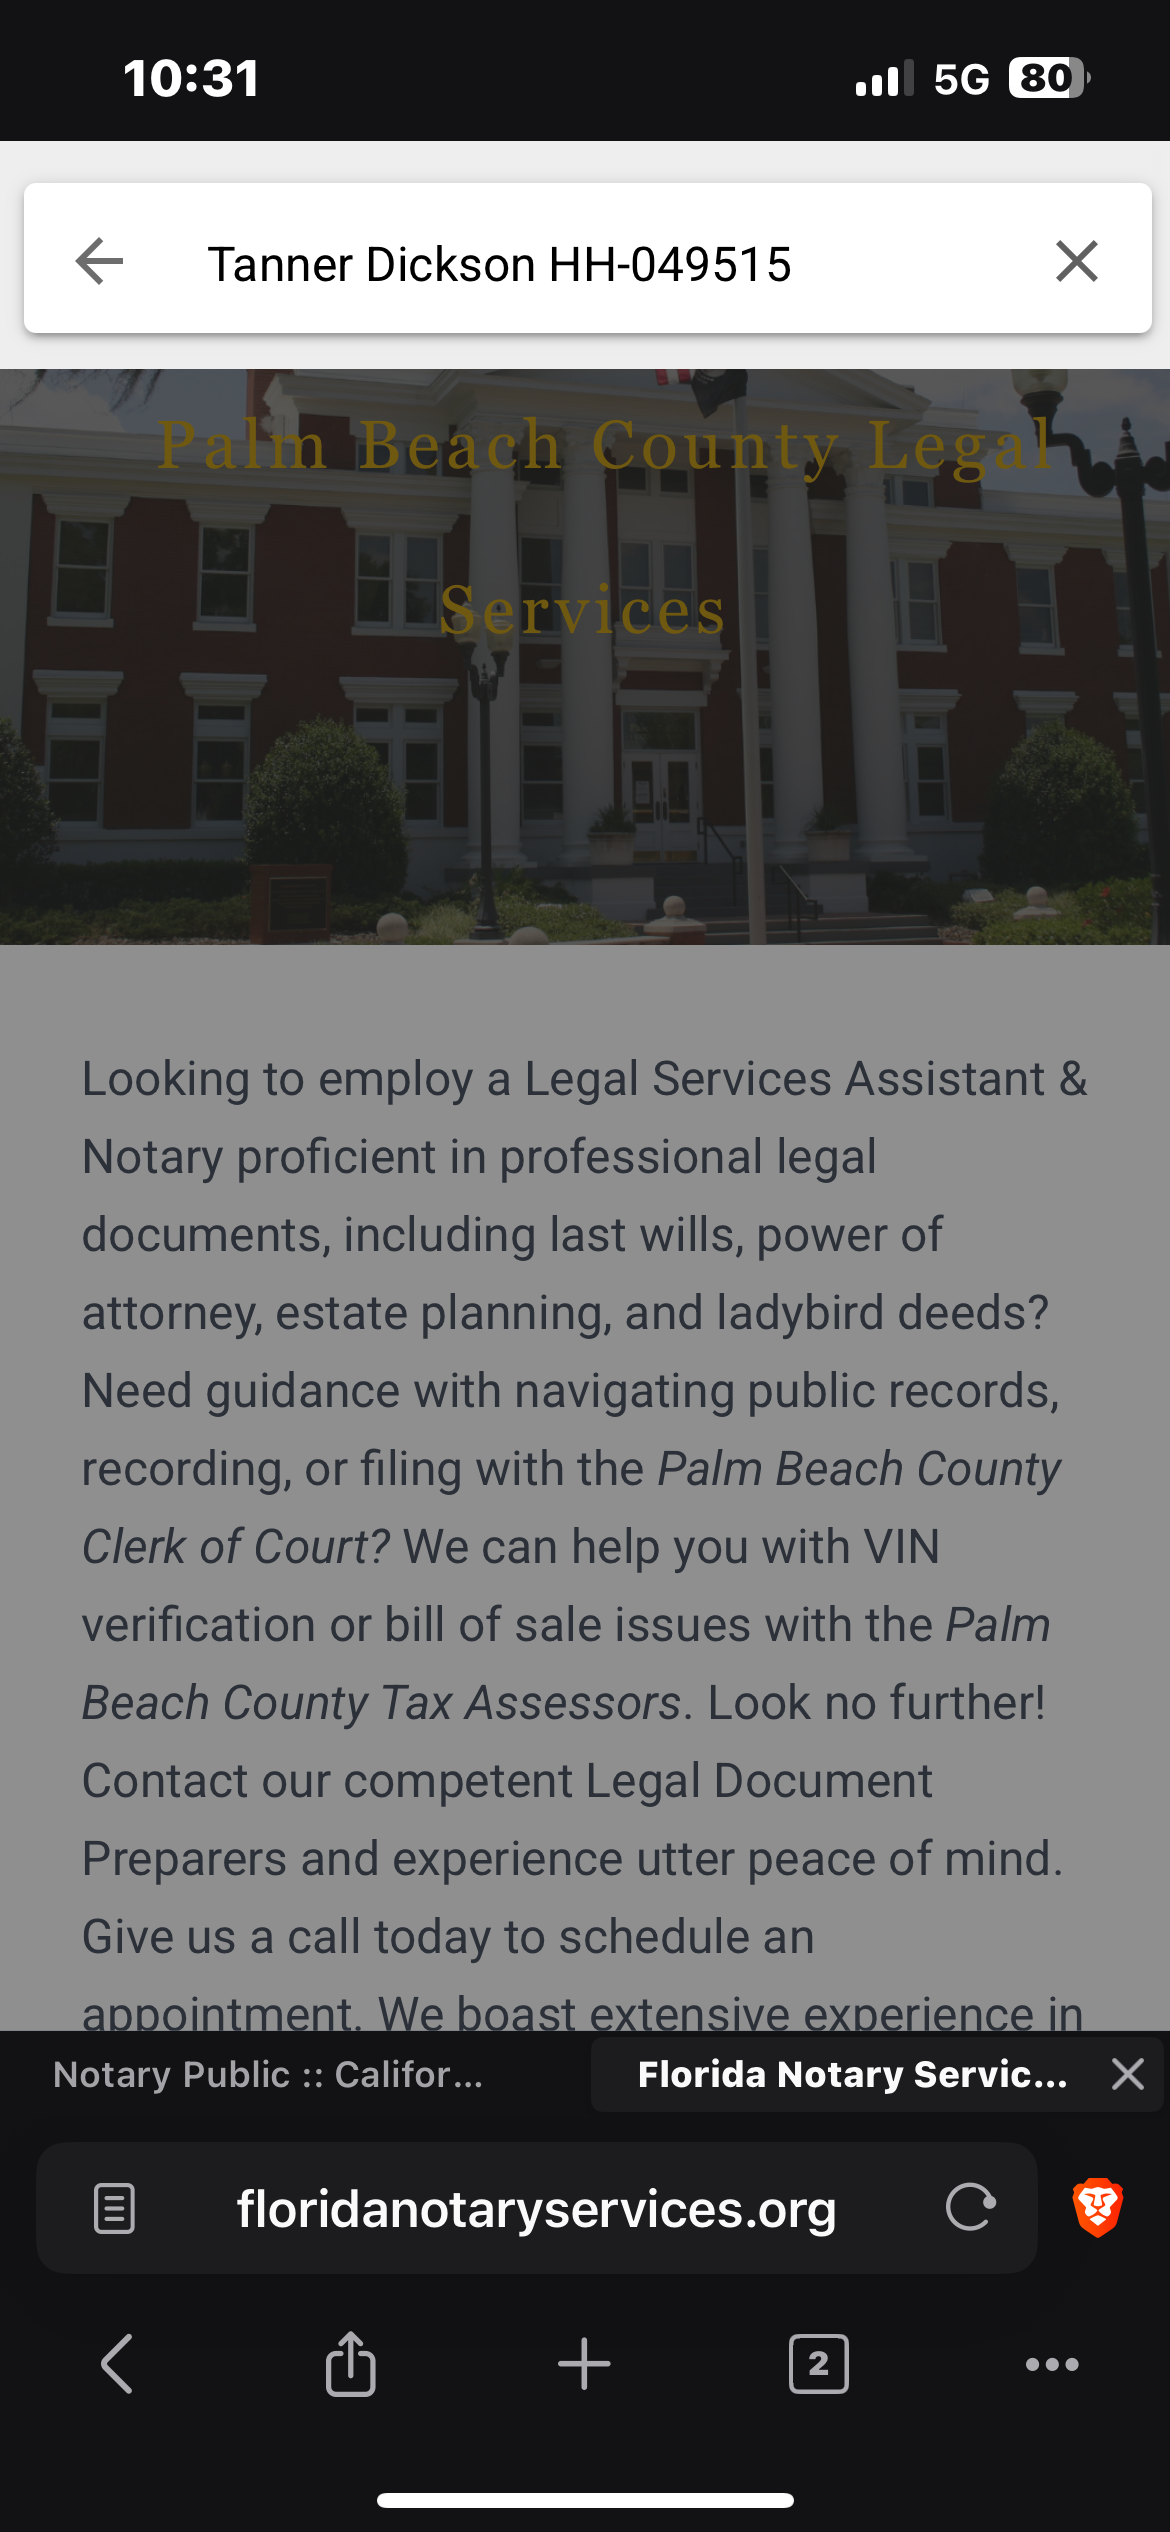 10:31
5G 80
Tanner Dickson HH-049515
Palm Beach County Legal
Services
Looking to employ a Legal Services Assistant &
Notary proficient in professional legal
documents, including last wills, power of
attorney, estate planning, and ladybird deeds?
Need guidance with navigating public records,
recording, or filing with the Palm Beach County
Clerk of Court? We can help you with VIN
verification or bill of sale issues with the Palm
Beach County Tax Assessors. Look no further!
Contact our competent Legal Document
Preparers and experience utter peace of mind.
Give us a call today to schedule an
appointment. We boast extensive experience in
Notary Public :: Califor...
Florida Notary Servic...
floridanotaryservices.org
2